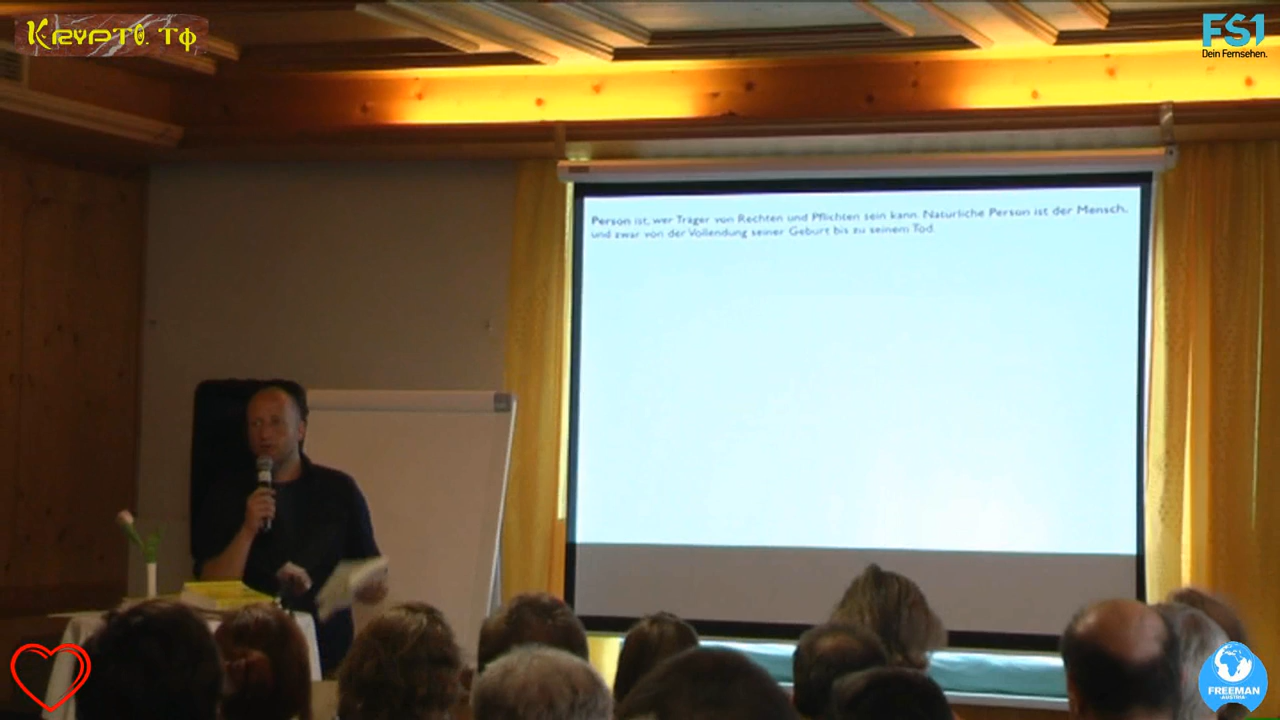 KRYPTO.TV
FS1
Dein Fernsehen.
Person ist, wer Träger von Rechten und Pflichten sein kann. Natürliche Person ist der Mensch,
und zwar von der Vollendung seiner Geburt bis zu seinem Tod.
FREEMAN
AUSTRIA